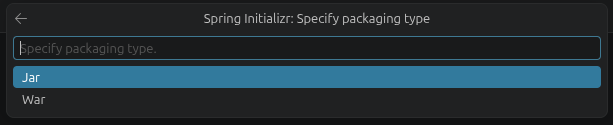 Spring Initializr: Specify packaging type
Specify packaging type.
Jar
War